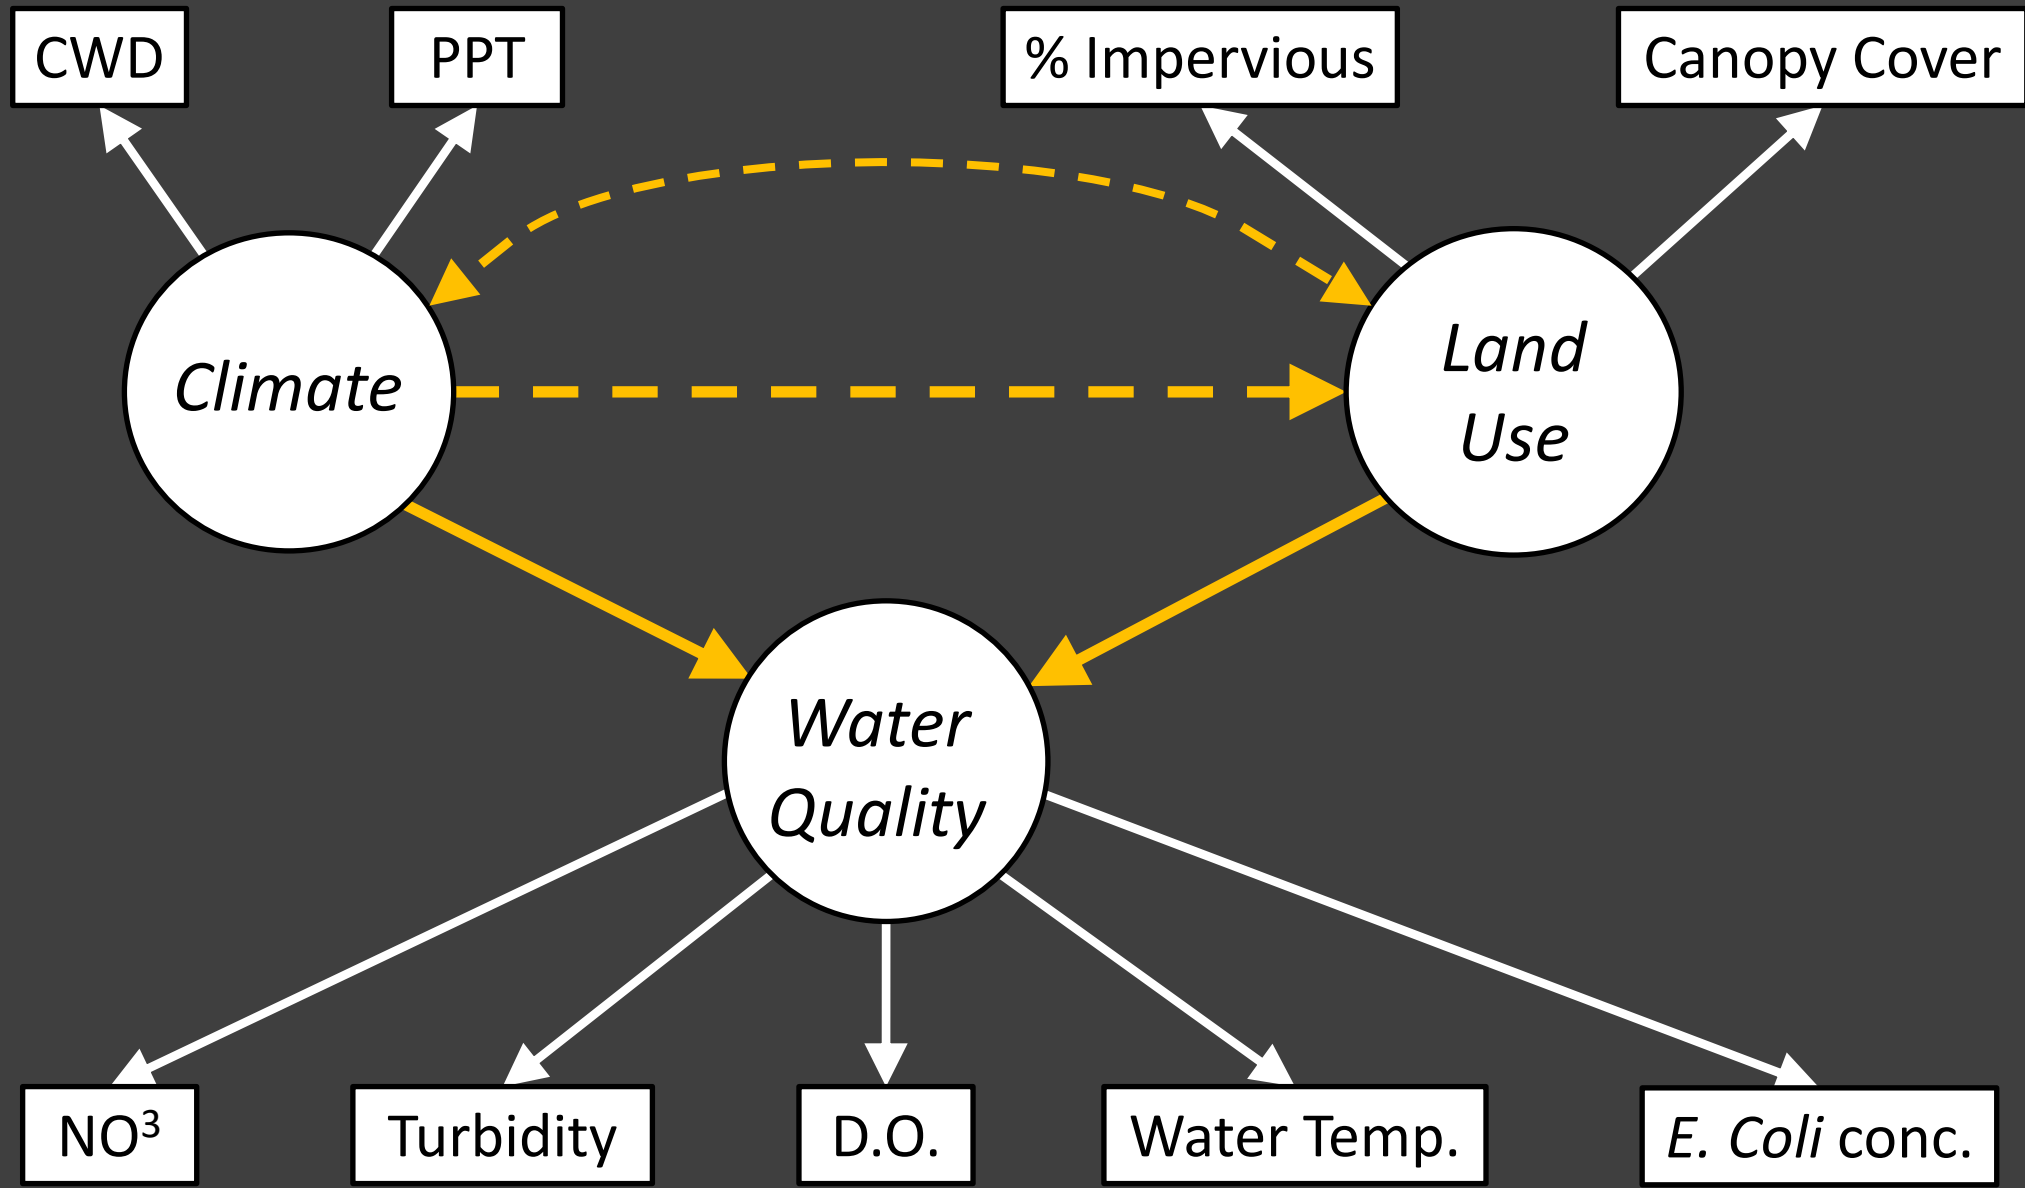 CWD
PPT
% Impervious
Canopy Cover
Climate
Land
Use
Water
Quality
NO³
Turbidity
D.O.
Water Temp.
E. Coli conc.